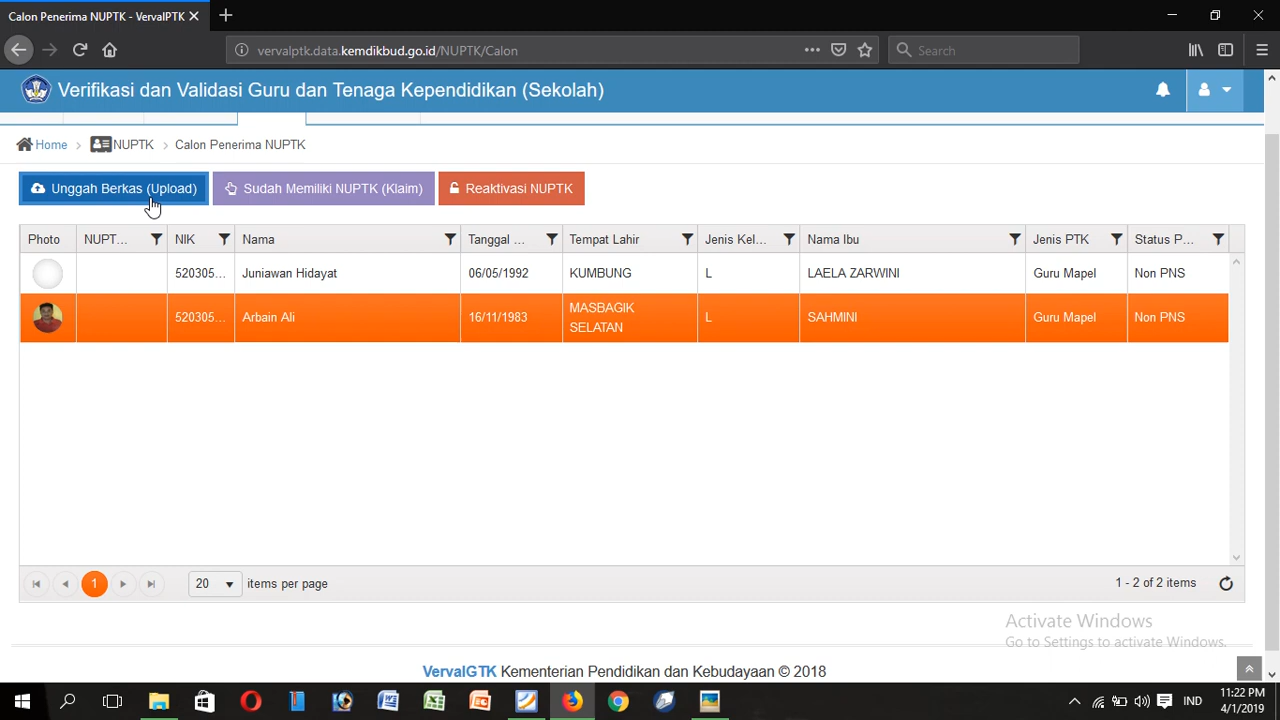 Calon Penerima NUPTK - VervalPTK
vervalptk.data.kemdikbud.go.id/NUPTK/Calon
Search
Verifikasi dan Validasi Guru dan Tenaga Kependidikan (Sekolah)
Home > NUPTK > Calon Penerima NUPTK
Unggah Berkas (Upload) Sudah Memiliki NUPTK (Klaim) Reaktivasi NUPTK
Photo NUPT... NIK Nama Tanggal ... Tempat Lahir Jenis Kel... Nama Ibu Jenis PTK Status P...
520305... Juniawan Hidayat 06/05/1992 KUMBUNG L LAELA ZARWINI Guru Mapel Non PNS
520305... Arbain Ali 16/11/1983 MASBAGIK SELATAN L SAHMINI Guru Mapel Non PNS
1 20 items per page 1 - 2 of 2 items
Activate Windows
Go to Settings to activate Windows.
VervalGTK Kementerian Pendidikan dan Kebudayaan © 2018
IND
11:22 PM
4/1/2019